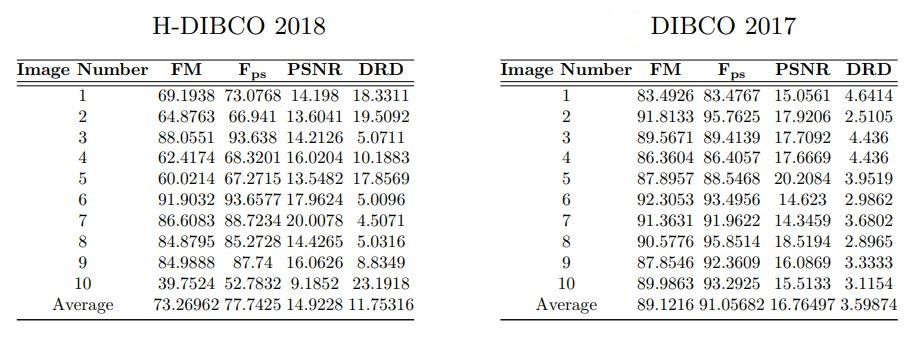 H-DIBCO 2018
Image Number FM Fps PSNR DRD
1 69.1938 73.0768 14.198 18.3311
2 64.8763 66.941 13.6041 19.5092
3 88.0551 93.638 14.2126 5.0711
4 62.4174 68.3201 16.0204 10.1883
5 60.0214 67.2715 13.5482 17.8569
6 91.9032 93.6577 17.9624 5.0096
7 86.6083 88.7234 20.0078 4.5071
8 84.8795 85.2728 14.4265 5.0316
9 84.9888 87.74 16.0626 8.8349
10 39.7524 52.7832 9.1852 23.1918
Average 73.26962 77.7425 14.9228 11.75316
DIBCO 2017
Image Number FM Fps PSNR DRD
1 83.4926 83.4767 15.0561 4.6414
2 91.8133 95.7625 17.9206 2.5105
3 89.5671 89.4139 17.7092 4.436
4 86.3604 86.4057 17.6669 4.436
5 87.8957 88.5468 20.2084 3.9519
6 92.3053 93.4956 14.623 2.9862
7 91.3631 91.9622 14.3459 3.6802
8 90.5776 95.8514 18.5194 2.8965
9 87.8546 92.3609 16.0869 3.3333
10 89.9863 93.2925 15.5133 3.1154
Average 89.1216 91.05682 16.76497 3.59874